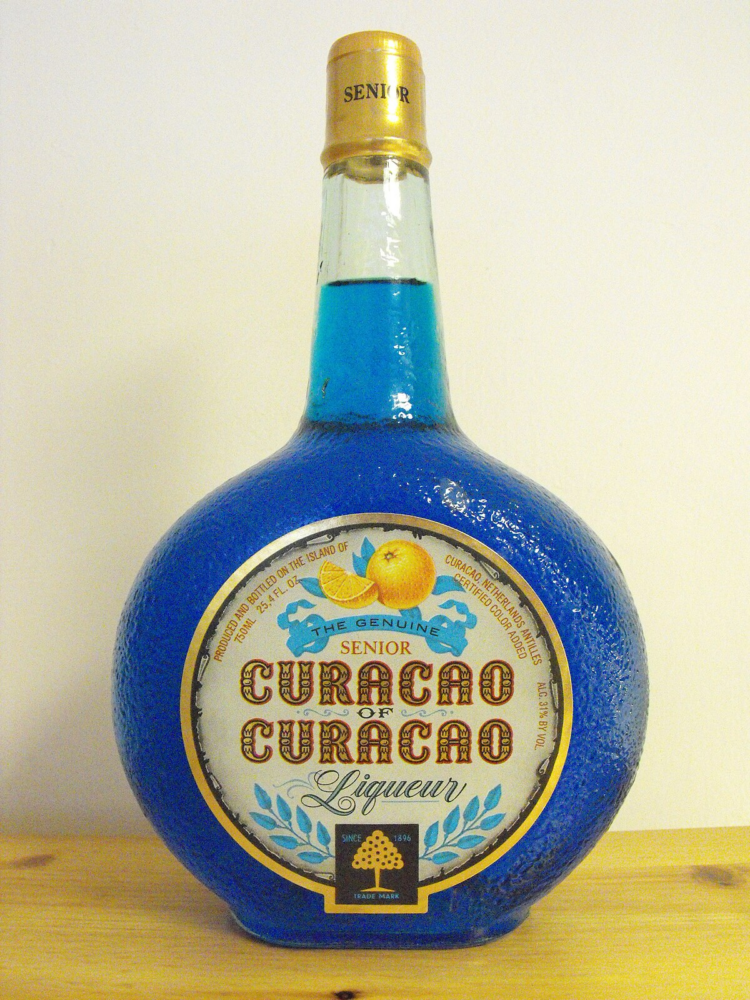 SENIOR
PRODUCED AND BOTTLED ON THE ISLAND OF
750ML 25.4 FL. OZ.
CURACAO, NETHERLANDS ANTILLES
CERTIFIED COLOR ADDED
ALC. 31% BY VOL.
THE GENUINE
SENIOR
CURACAO
OF
CURACAO
Liqueur
SINCE 1896
TRADE MARK